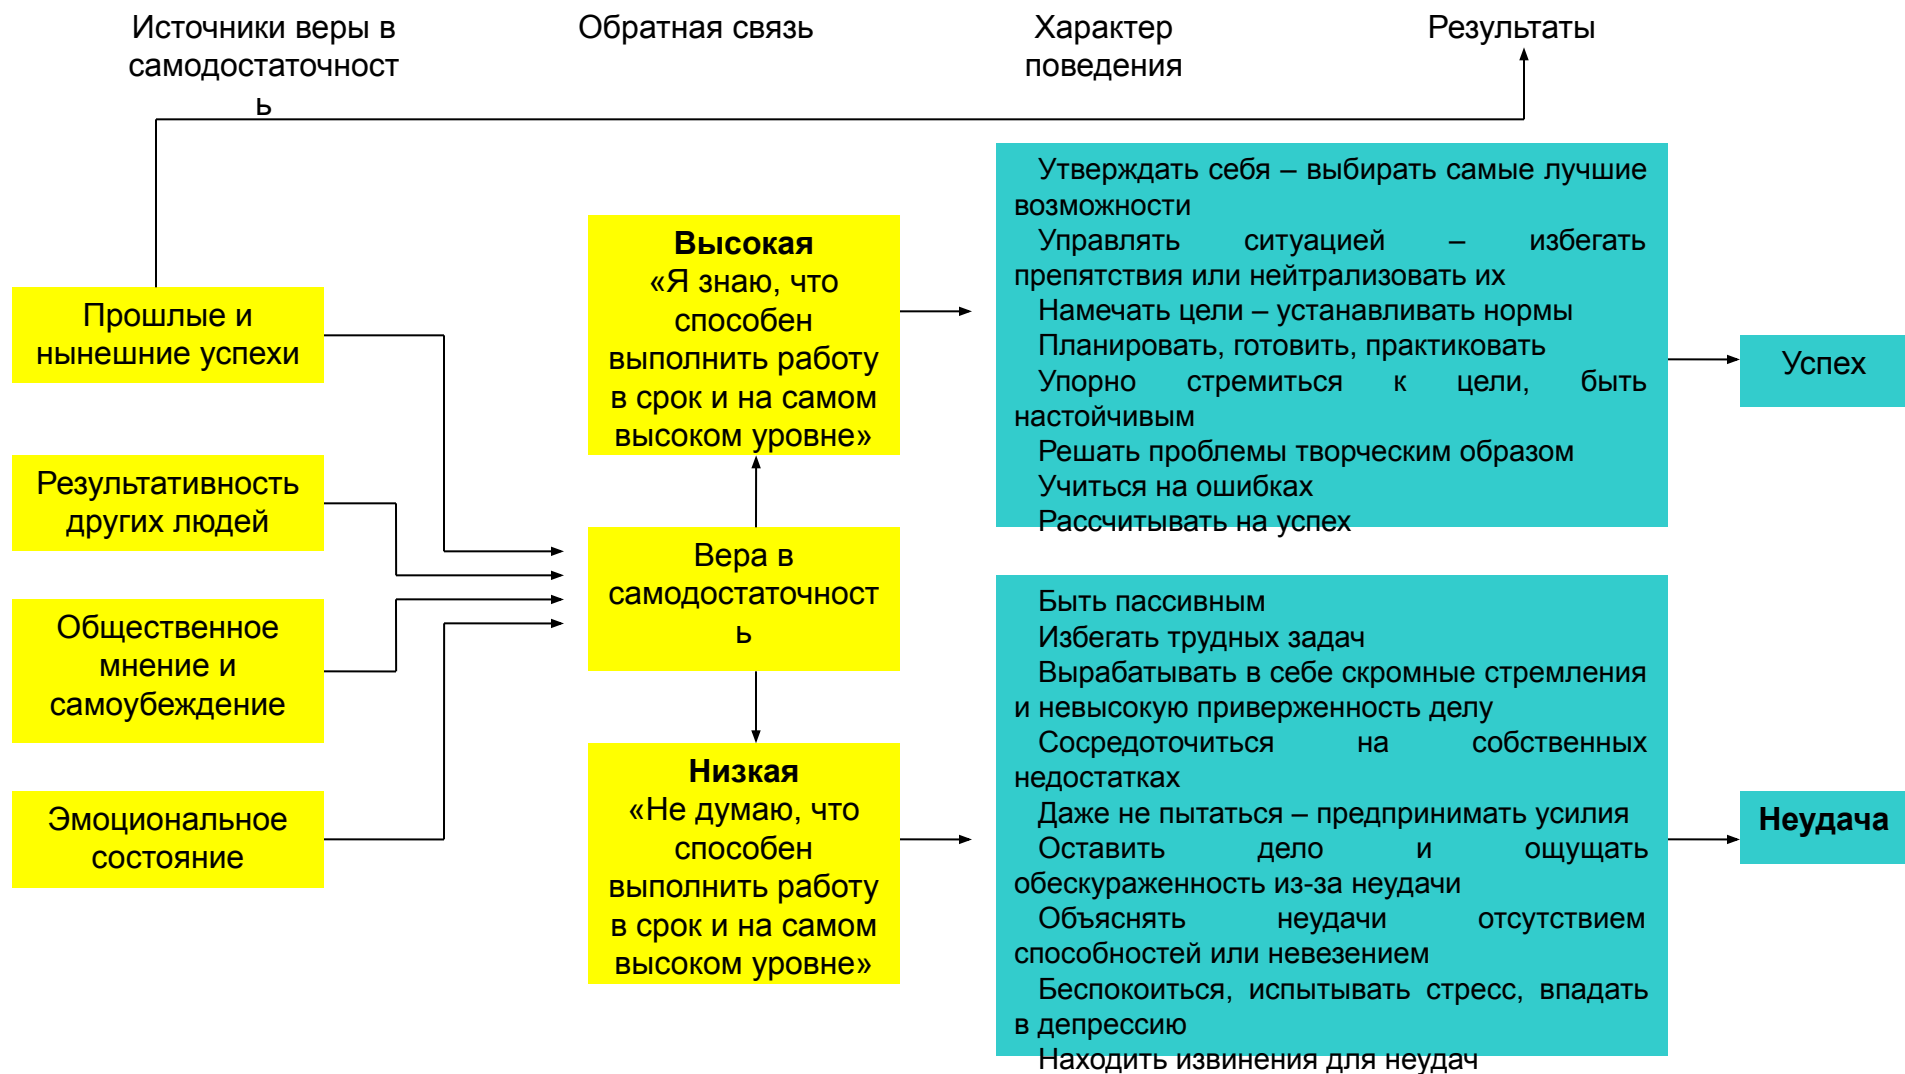 Источники веры в
самодостаточност
ь
Обратная связь
Характер
поведения
Результаты
Прошлые и
нынешние успехи
Результативность
других людей
Общественное
мнение и
самоубеждение
Эмоциональное
состояние
Высокая
«Я знаю, что
способен
выполнить работу
в срок и на самом
высоком уровне»
Вера в
самодостаточност
ь
Низкая
«Не думаю, что
способен
выполнить работу
в срок и на самом
высоком уровне»
Утверждать себя – выбирать самые лучшие
возможности
Управлять ситуацией – избегать
препятствия или нейтрализовать их
Намечать цели – устанавливать нормы
Планировать, готовить, практиковать
Упорно стремиться к цели, быть
настойчивым
Решать проблемы творческим образом
Учиться на ошибках
Рассчитывать на успех
Быть пассивным
Избегать трудных задач
Вырабатывать в себе скромные стремления
и невысокую приверженность делу
Сосредоточиться на собственных
недостатках
Даже не пытаться – предпринимать усилия
Оставить дело и ощущать
обескураженность из-за неудачи
Объяснять неудачи отсутствием
способностей или невезением
Беспокоиться, испытывать стресс, впадать
в депрессию
Находить извинения для неудач
Успех
Неудача